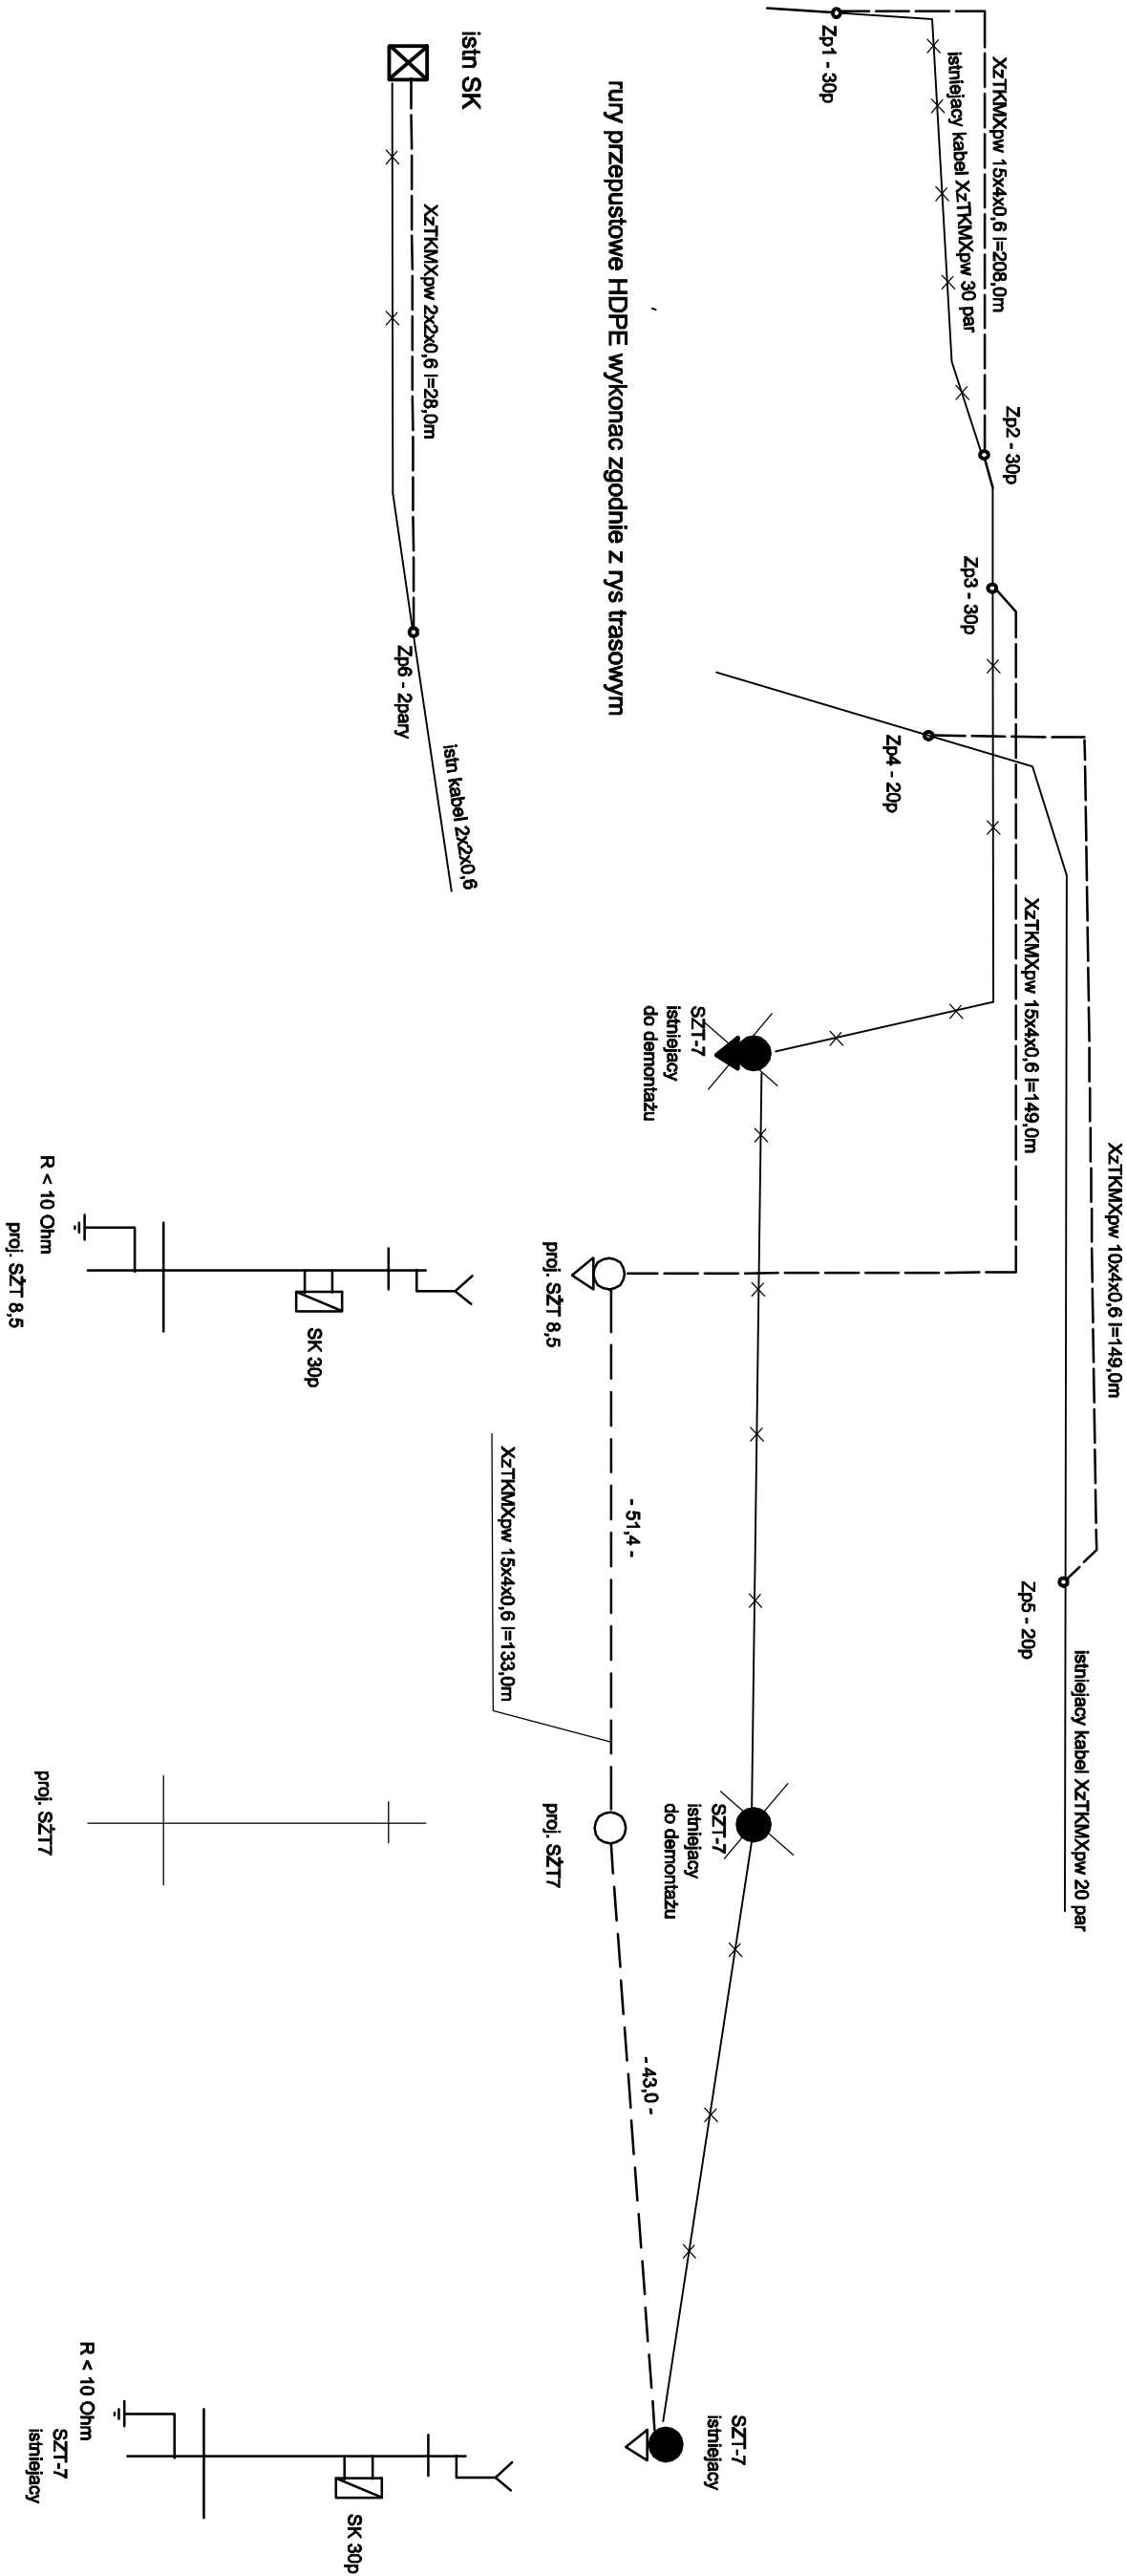 XzTKMXpw 10x4x0,6 l=149,0m
istniejacy kabel XzTKMXpw 20 par
Zp5 - 20p
XzTKMXpw 15x4x0,6 l=149,0m
XzTKMXpw 15x4x0,6 l=208,0m
Zp2 - 30p
istniejacy kabel XzTKMXpw 30 par
Zp3 - 30p
Zp4 - 20p
Zp1 - 30p
SZT-7
istniejacy
do demontażu
SZT-7
istniejacy
do demontażu
SZT-7
istniejacy
rury przepustowe HDPE wykonac zgodnie z rys trasowym
- 51,4 -
- 43,0 -
proj. SŻT 8,5
proj. SŻT7
XzTKMXpw 15x4x0,6 l=133,0m
istn SK
XzTKMXpw 2x2x0,6 l=28,0m
Zp6 - 2pary
istn kabel 2x2x0,6
SK 30p
R < 10 Ohm
proj. SŻT 8,5
proj. SŻT7
SK 30p
R < 10 Ohm
SZT-7
istniejacy